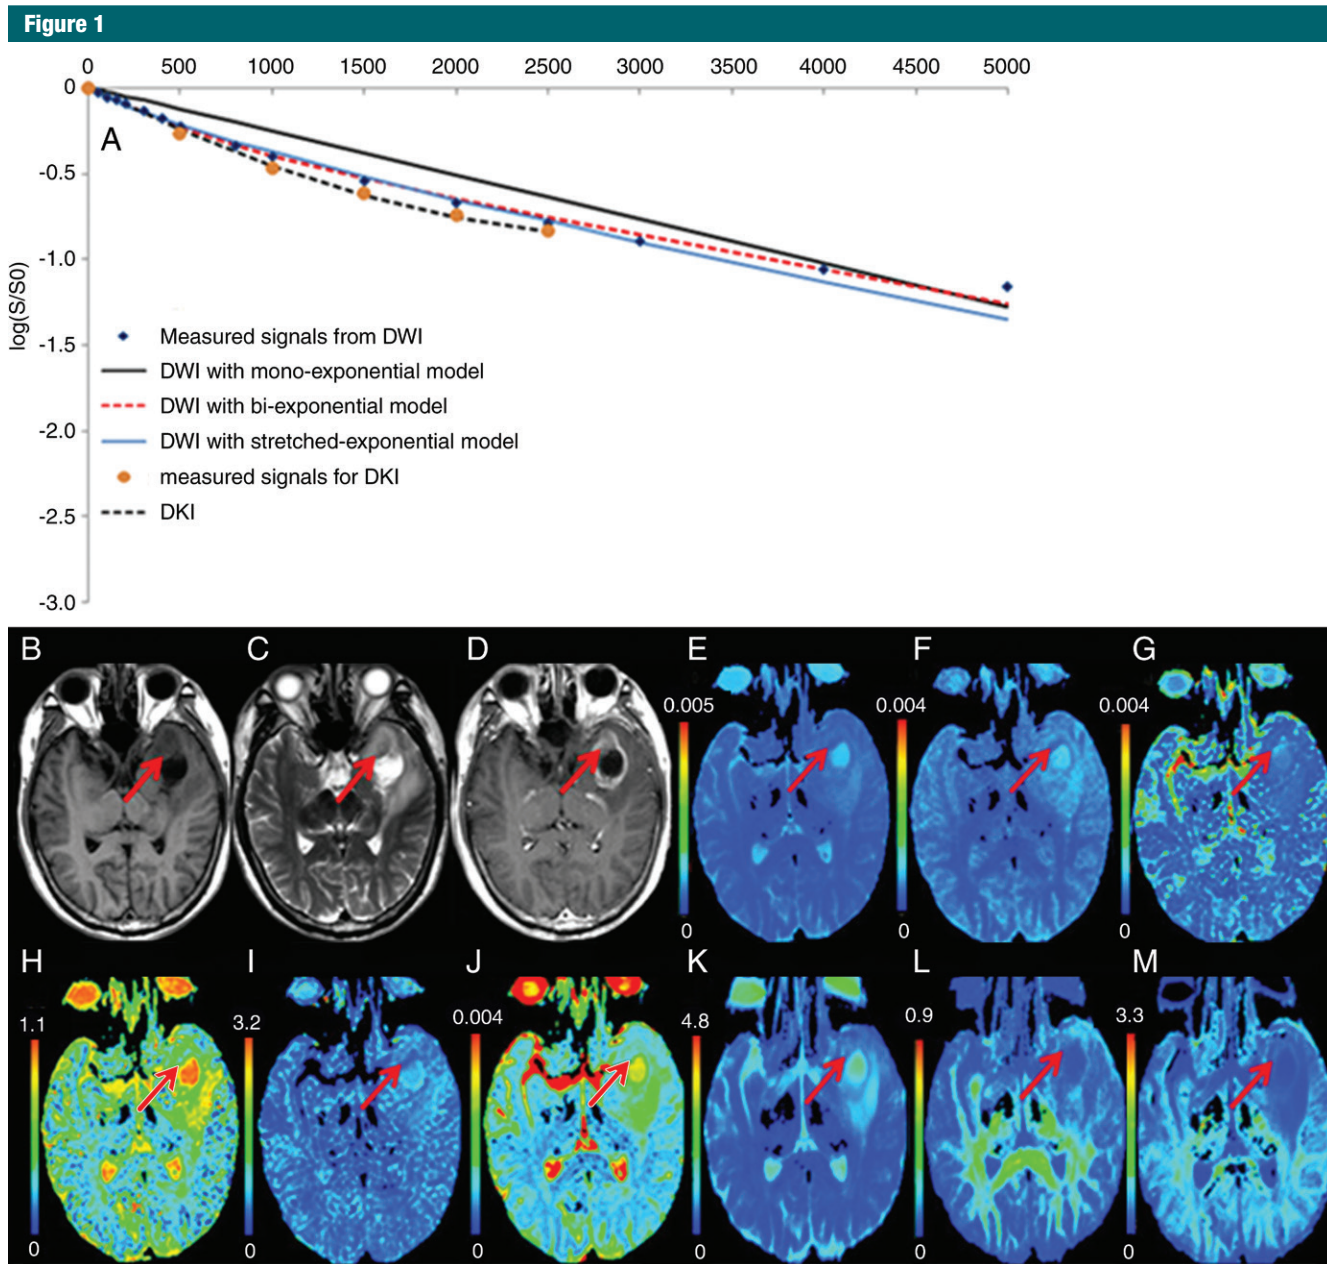 Figure 1
0 500 1000 1500 2000 2500 3000 3500 4000 4500 5000
0
A
-0.5
-1.0
log(S/S0)
-1.5
-2.0
-2.5
-3.0
Measured signals from DWI
DWI with mono-exponential model
DWI with bi-exponential model
DWI with stretched-exponential model
measured signals for DKI
DKI
B C D E F G
0.005 0.004 0.004
0 0 0
H I J K L M
1.1 3.2 0.004 4.8 0.9 3.3
0 0 0 0 0 0